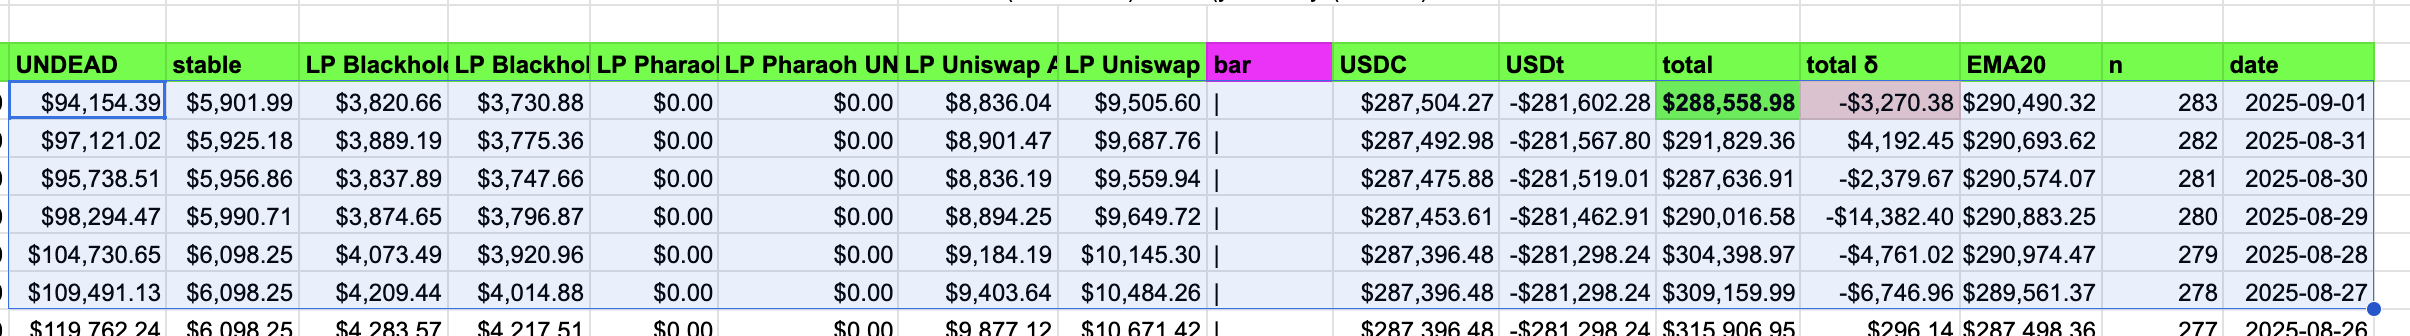 UNDEAD stable LP Blackhole LP Blackhol LP Pharaoh LP Pharaoh UN LP Uniswap A LP Uniswap bar USDC USDt total total δ EMA20 n date
$94,154.39 $5,901.99 $3,820.66 $3,730.88 $0.00 $0.00 $8,836.04 $9,505.60 | $287,504.27 -$281,602.28 $288,558.98 -$3,270.38 $290,490.32 283 2025-09-01
$97,121.02 $5,925.18 $3,889.19 $3,775.36 $0.00 $0.00 $8,901.47 $9,687.76 | $287,492.98 -$281,567.80 $291,829.36 $4,192.45 $290,693.62 282 2025-08-31
$95,738.51 $5,956.86 $3,837.89 $3,747.66 $0.00 $0.00 $8,836.19 $9,559.94 | $287,475.88 -$281,519.01 $287,636.91 -$2,379.67 $290,574.07 281 2025-08-30
$98,294.47 $5,990.71 $3,874.65 $3,796.87 $0.00 $0.00 $8,894.25 $9,649.72 | $287,453.61 -$281,462.91 $290,016.58 -$14,382.40 $290,883.25 280 2025-08-29
$104,730.65 $6,098.25 $4,073.49 $3,920.96 $0.00 $0.00 $9,184.19 $10,145.30 | $287,396.48 -$281,298.24 $304,398.97 -$4,761.02 $290,974.47 279 2025-08-28
$109,491.13 $6,098.25 $4,209.44 $4,014.88 $0.00 $0.00 $9,403.64 $10,484.26 | $287,396.48 -$281,298.24 $309,159.99 -$6,746.96 $289,561.37 278 2025-08-27
$119,762.24 $6,098.25 $4,283.57 $4,217.51 $0.00 $0.00 $9,877.12 $10,671.42 | $287,396.48 -$281,298.24 $315,906.95 $296.14 $287,498.36 277 2025-08-26